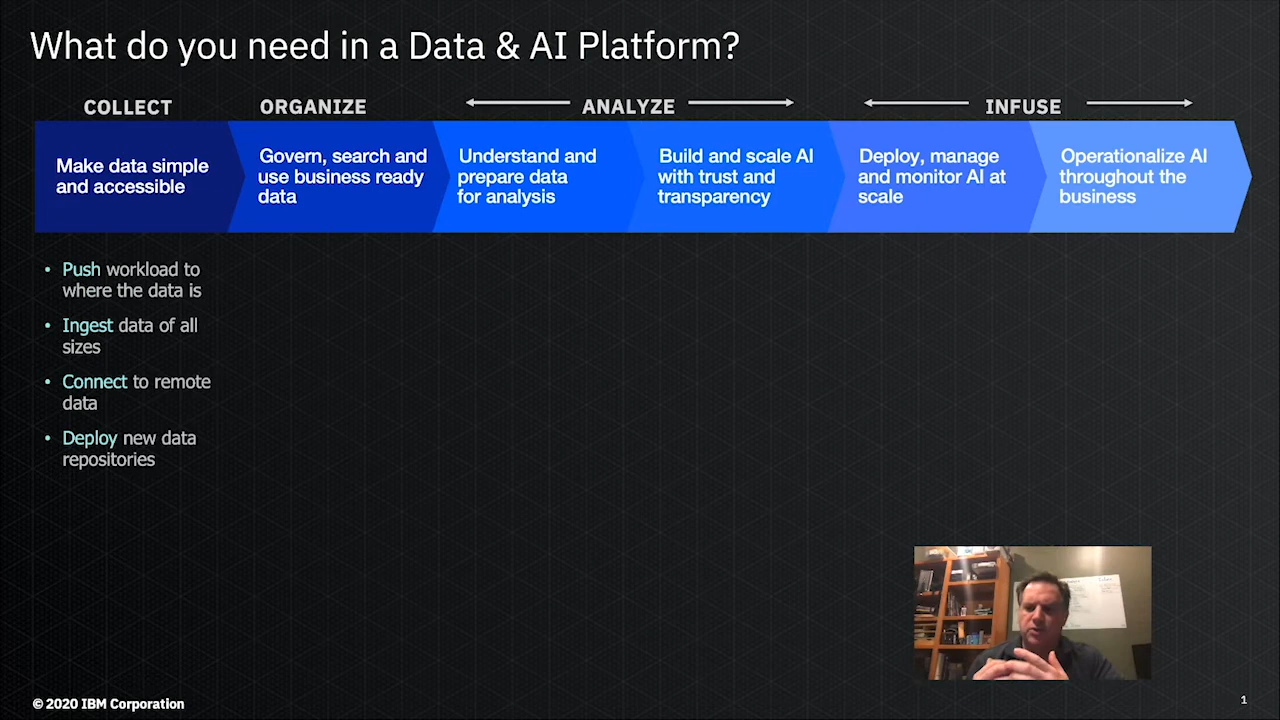 What do you need in a Data & AI Platform?
COLLECT
ORGANIZE
ANALYZE
INFUSE
Make data simple
and accessible
Govern, search and
use business ready
data
Understand and
prepare data
for analysis
Build and scale AI
with trust and
transparency
Deploy, manage
and monitor AI at
scale
Operationalize AI
throughout the
business
• Push workload to
where the data is
• Ingest data of all
sizes
• Connect to remote
data
• Deploy new data
repositories
© 2020 IBM Corporation
1